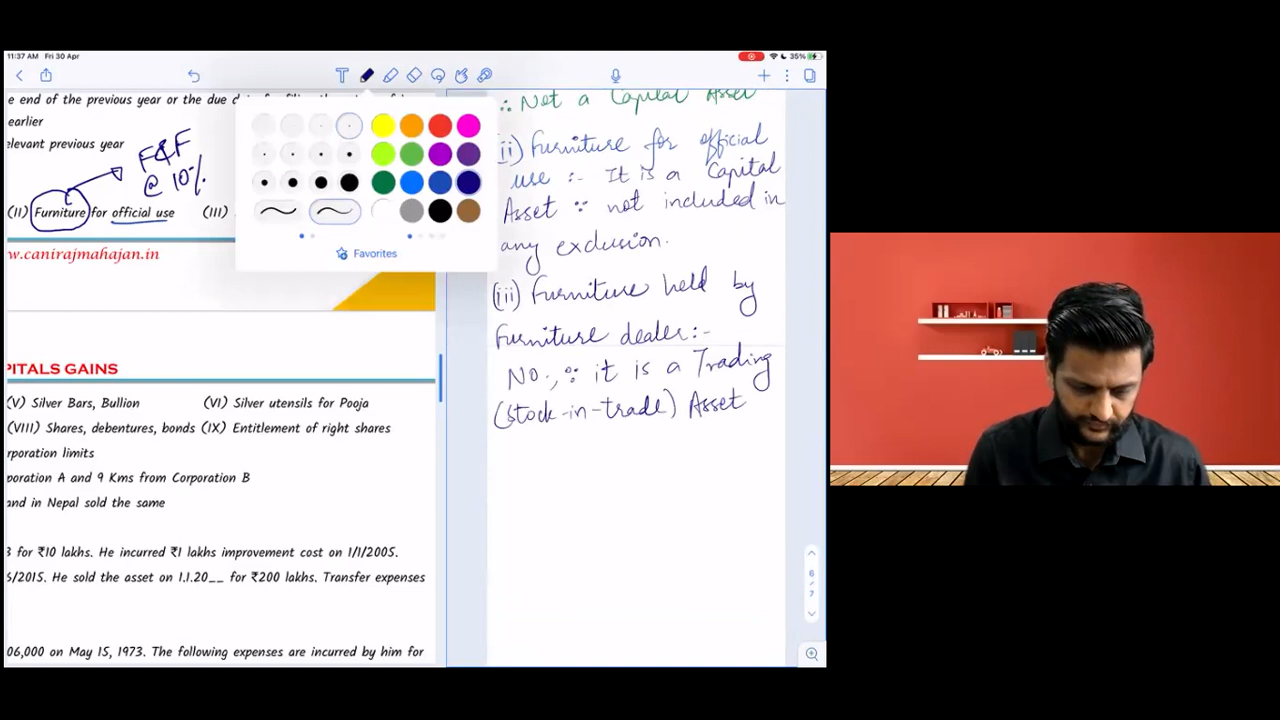 11:37 AM Fri 30 Apr
35%
e end of the previous year or the due d
earlier
elevant previous year
F&F
@ 10%
(II) Furniture for official use (III)
www.canirajmahajan.in
Favorites
PITALS GAINS
(V) Silver Bars, Bullion (VI) Silver utensils for Pooja
(VIII) Shares, debentures, bonds (IX) Entitlement of right shares
rporation limits
poration A and 9 Kms from Corporation B
and in Nepal sold the same
3 for ₹10 lakhs. He incurred ₹1 lakhs improvement cost on 1/1/2005.
6/2015. He sold the asset on 1.1.20__ for ₹200 lakhs. Transfer expenses
06,000 on May 15, 1973. The following expenses are incurred by him for
∴ Not a Capital Asset
(ii) Furniture for official
use :- It is a Capital
Asset ∵ not included in
any exclusion.
(iii) Furniture held by
Furniture dealer:-
No., ∵ it is a Trading
(stock-in-trade) Asset
6
/
7